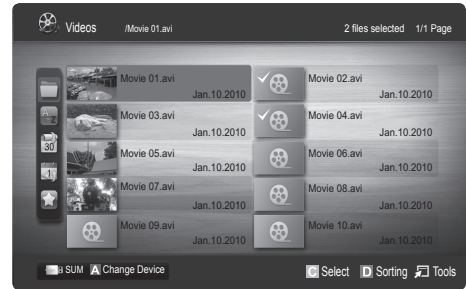 Videos /Movie 01.avi 2 files selected 1/1 Page
Movie 01.avi Movie 02.avi
Jan.10.2010 Jan.10.2010
Movie 03.avi Movie 04.avi
Jan.10.2010 Jan.10.2010
Movie 05.avi Movie 06.avi
Jan.10.2010 Jan.10.2010
Movie 07.avi Movie 08.avi
Jan.10.2010 Jan.10.2010
Movie 09.avi Movie 10.avi
Jan.10.2010 Jan.10.2010
30
1
SUM A Change Device C Select D Sorting Tools